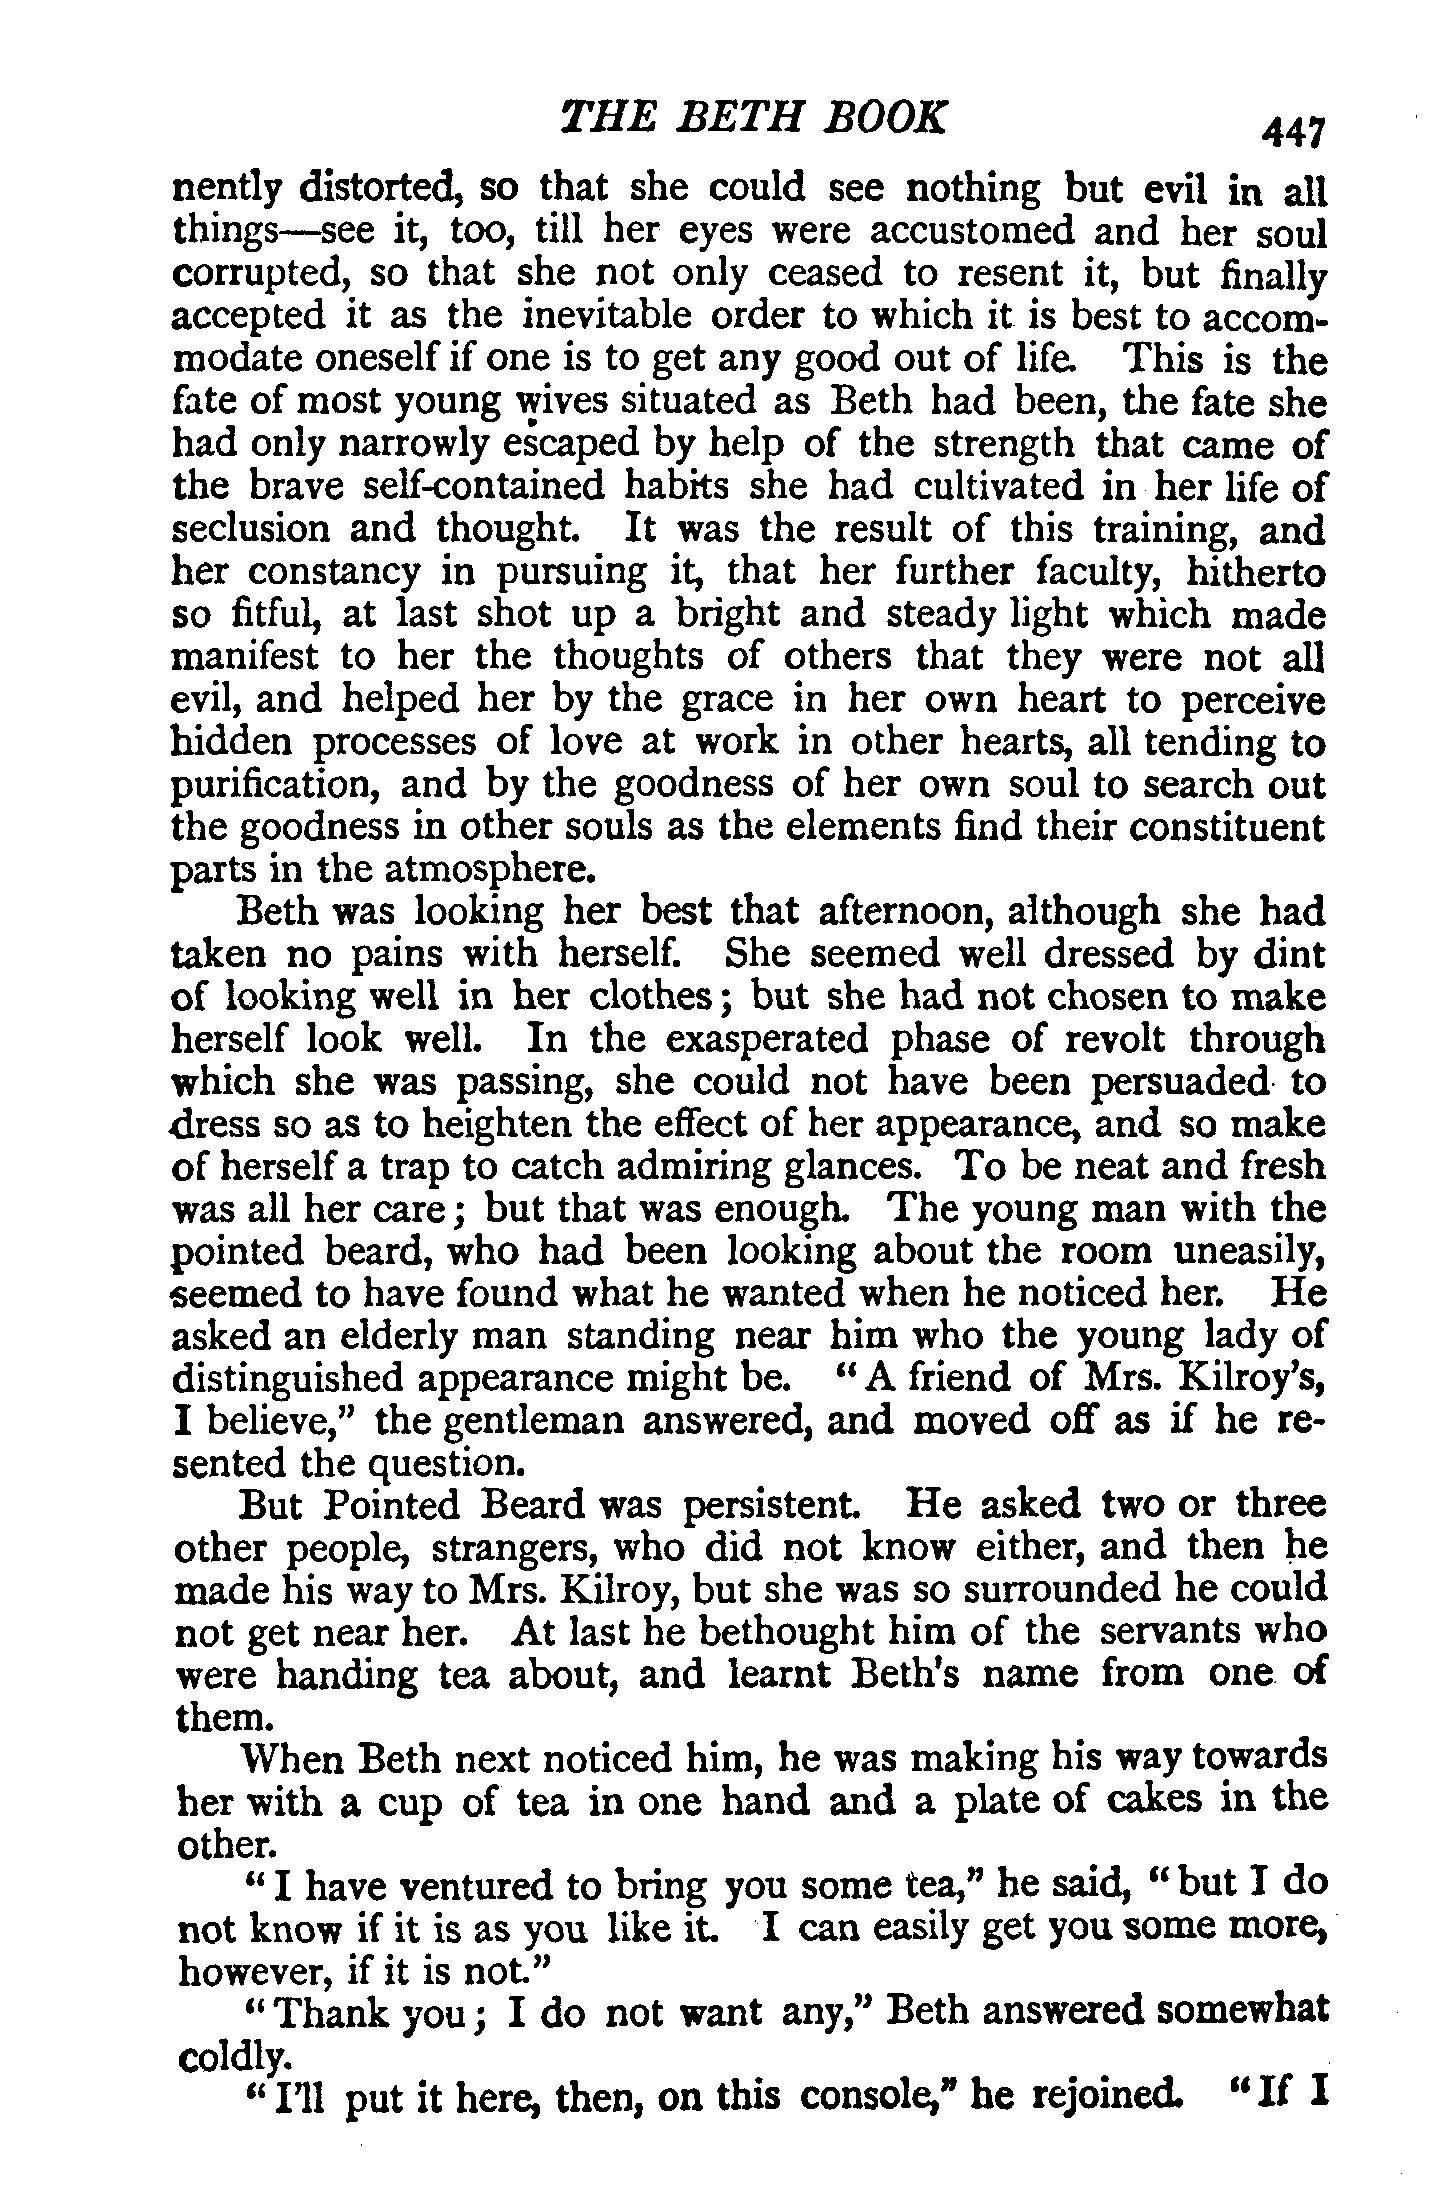 THE BETH BOOK 447
nently distorted, so that she could see nothing but evil in all
things—see it, too, till her eyes were accustomed and her soul
corrupted, so that she not only ceased to resent it, but finally
accepted it as the inevitable order to which it is best to accom-
modate oneself if one is to get any good out of life. This is the
fate of most young wives situated as Beth had been, the fate she
had only narrowly escaped by help of the strength that came of
the brave self-contained habits she had cultivated in her life of
seclusion and thought. It was the result of this training, and
her constancy in pursuing it, that her further faculty, hitherto
so fitful, at last shot up a bright and steady light which made
manifest to her the thoughts of others that they were not all
evil, and helped her by the grace in her own heart to perceive
hidden processes of love at work in other hearts, all tending to
purification, and by the goodness of her own soul to search out
the goodness in other souls as the elements find their constituent
parts in the atmosphere.
Beth was looking her best that afternoon, although she had
taken no pains with herself. She seemed well dressed by dint
of looking well in her clothes; but she had not chosen to make
herself look well. In the exasperated phase of revolt through
which she was passing, she could not have been persuaded to
dress so as to heighten the effect of her appearance, and so make
of herself a trap to catch admiring glances. To be neat and fresh
was all her care; but that was enough. The young man with the
pointed beard, who had been looking about the room uneasily,
seemed to have found what he wanted when he noticed her. He
asked an elderly man standing near him who the young lady of
distinguished appearance might be. "A friend of Mrs. Kilroy's,
I believe," the gentleman answered, and moved off as if he re-
sented the question.
But Pointed Beard was persistent. He asked two or three
other people, strangers, who did not know either, and then he
made his way to Mrs. Kilroy, but she was so surrounded he could
not get near her. At last he bethought him of the servants who
were handing tea about, and learnt Beth's name from one of
them.
When Beth next noticed him, he was making his way towards
her with a cup of tea in one hand and a plate of cakes in the
other.
"I have ventured to bring you some tea," he said, "but I do
not know if it is as you like it. I can easily get you some more,
however, if it is not."
"Thank you; I do not want any," Beth answered somewhat
coldly.
"I'll put it here, then, on this console," he rejoined. "If I